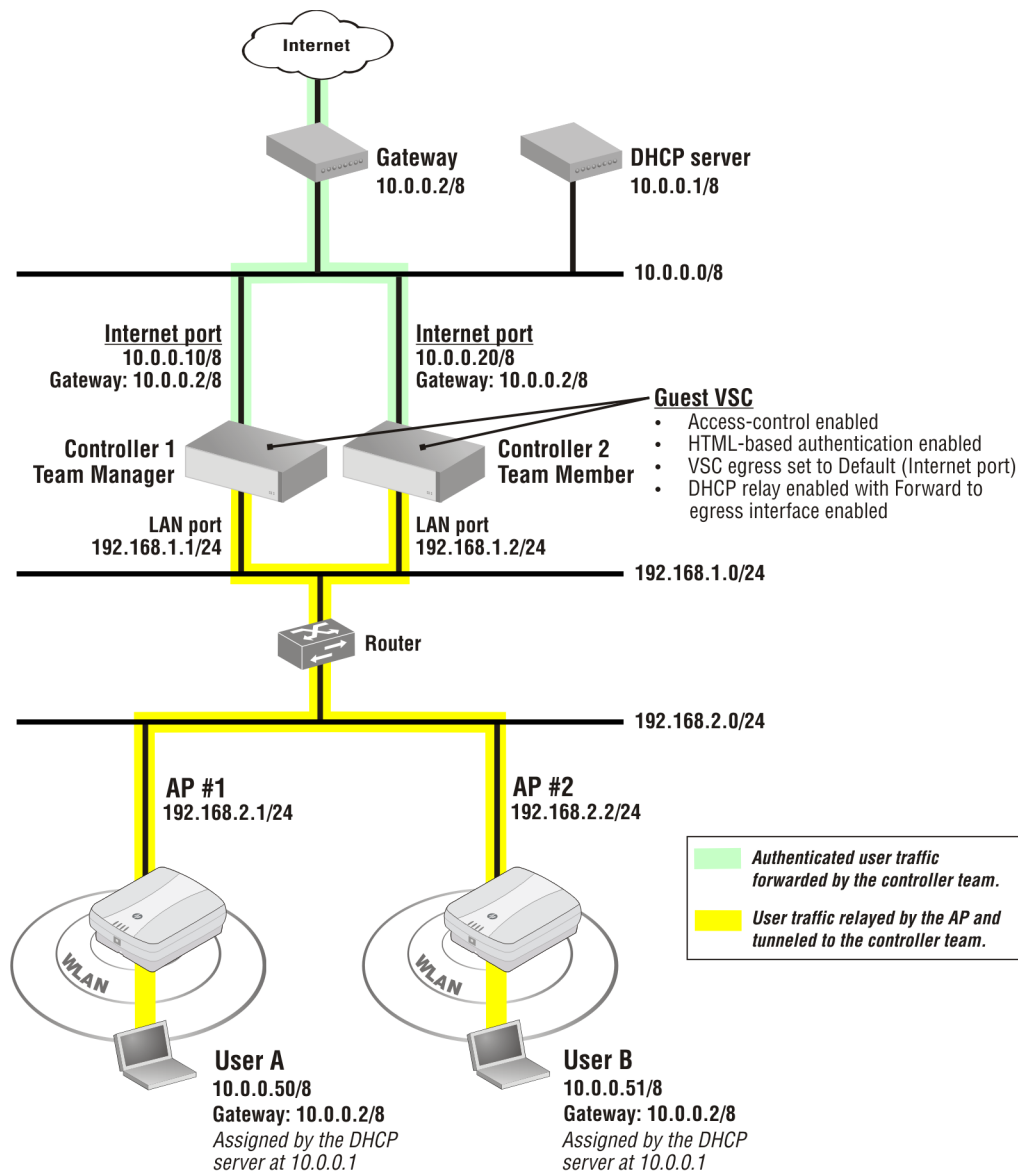 Internet
Gateway
10.0.0.2/8
DHCP server
10.0.0.1/8
10.0.0.0/8
Internet port
10.0.0.10/8
Gateway: 10.0.0.2/8
Internet port
10.0.0.20/8
Gateway: 10.0.0.2/8
Guest VSC
• Access-control enabled
• HTML-based authentication enabled
• VSC egress set to Default (Internet port)
• DHCP relay enabled with Forward to
egress interface enabled
Controller 1
Team Manager
Controller 2
Team Member
LAN port
192.168.1.1/24
LAN port
192.168.1.2/24
192.168.1.0/24
Router
192.168.2.0/24
AP #1
192.168.2.1/24
AP #2
192.168.2.2/24
Authenticated user traffic
forwarded by the controller team.
User traffic relayed by the AP and
tunneled to the controller team.
WLAN
WLAN
User A
10.0.0.50/8
Gateway: 10.0.0.2/8
Assigned by the DHCP
server at 10.0.0.1
User B
10.0.0.51/8
Gateway: 10.0.0.2/8
Assigned by the DHCP
server at 10.0.0.1